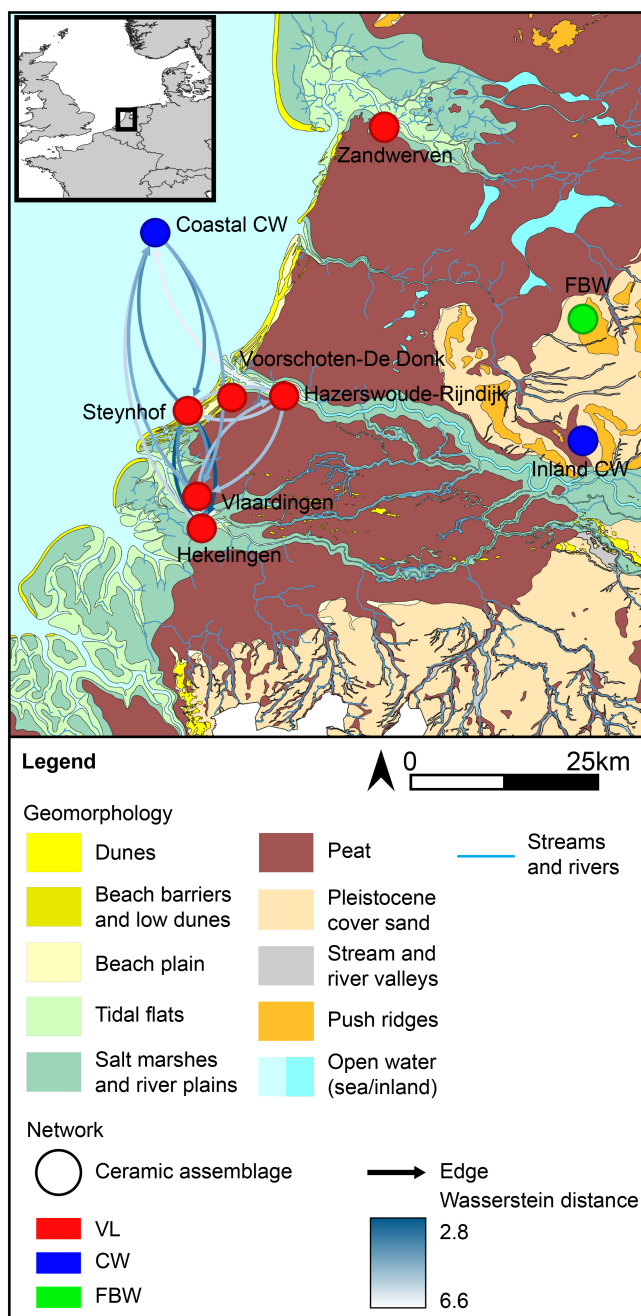 Zandwerven
Coastal CW
FBW
Voorschoten-De Donk
Steynhof
Hazerswoude-Rijndijk
Inland CW
Vlaardingen
Hekelingen
Legend
0 25km
Geomorphology
Dunes
Beach barriers
and low dunes
Beach plain
Tidal flats
Salt marshes
and river plains
Peat
Pleistocene
cover sand
Stream and
river valleys
Push ridges
Open water
(sea/inland)
Streams
and rivers
Network
Ceramic assemblage
VL
CW
FBW
Edge
Wasserstein distance
2.8
6.6